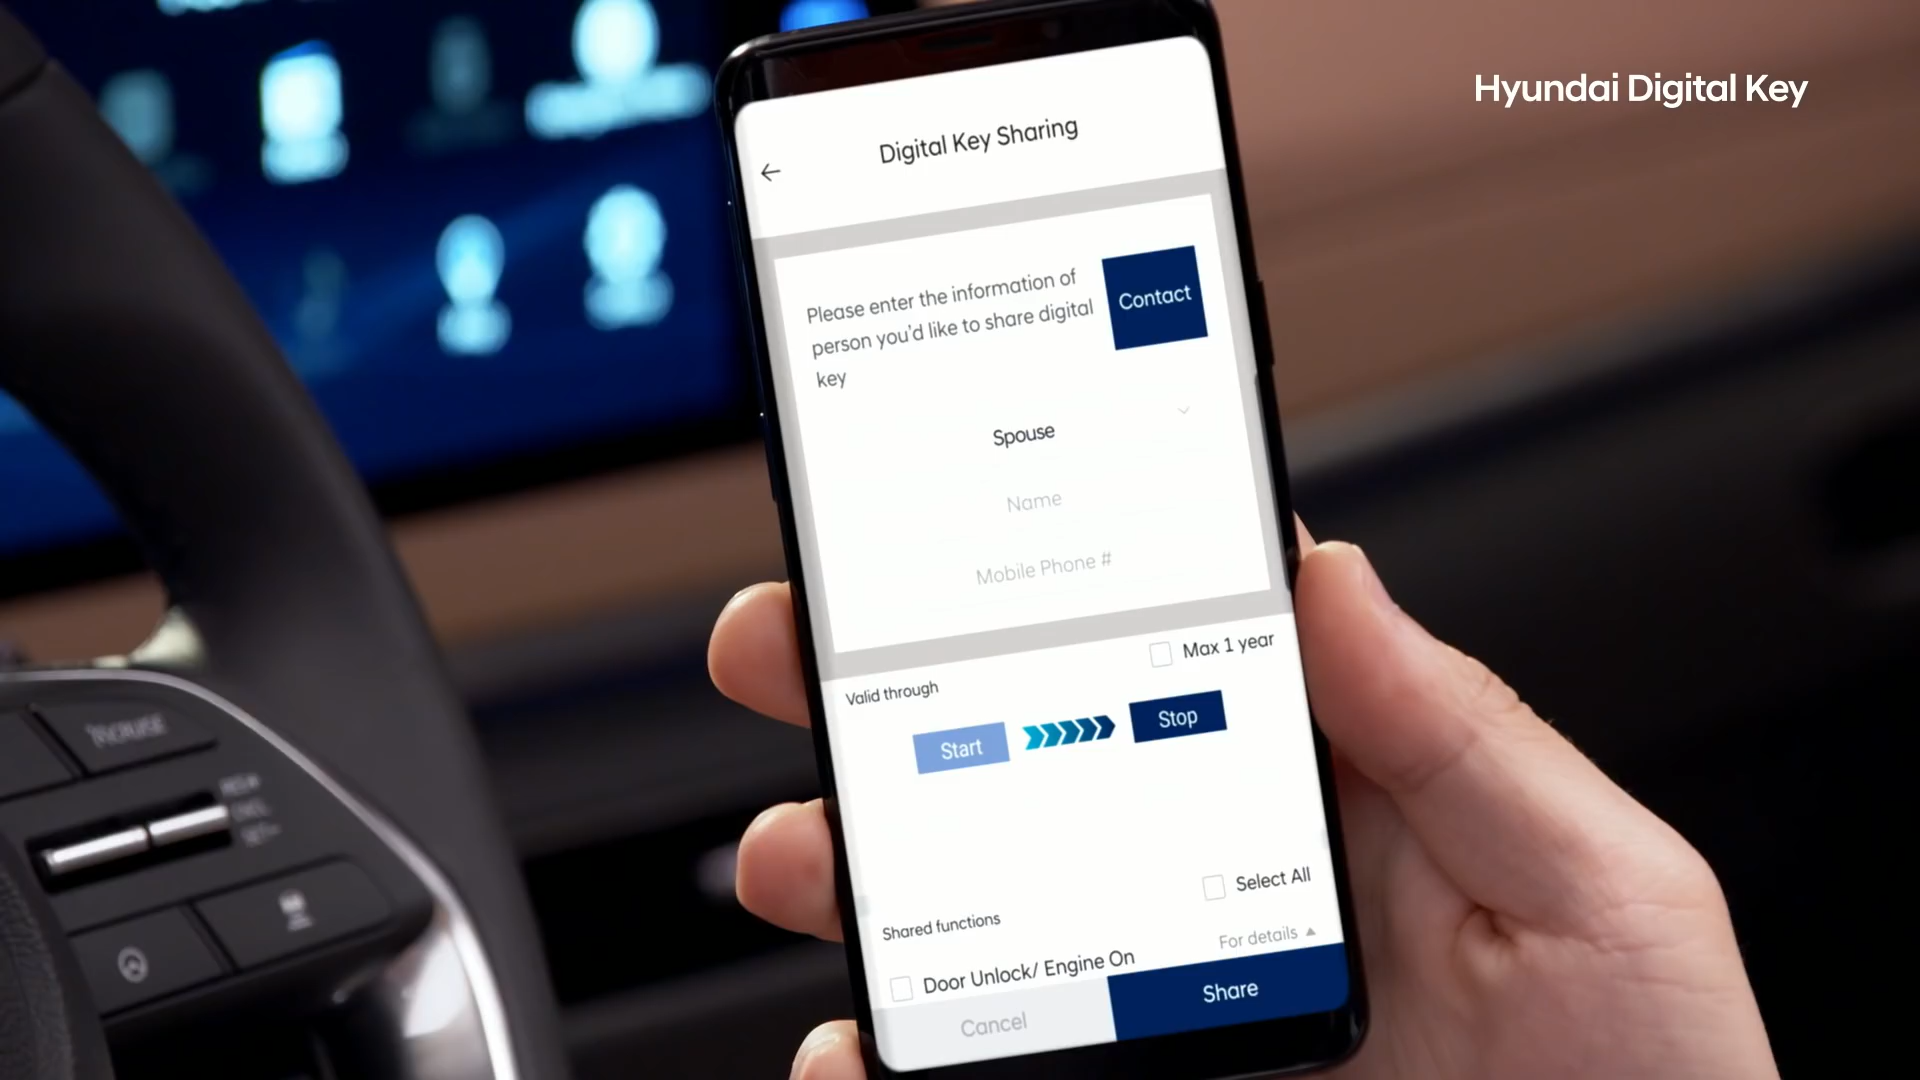 Hyundai Digital Key
Digital Key Sharing
Please enter the information of
person you'd like to share digital
key
Contact
Spouse
Name
Mobile Phone #
Max 1 year
Valid through
Start
Stop
Select All
Shared functions
For details
Door Unlock/ Engine On
Cancel
Share